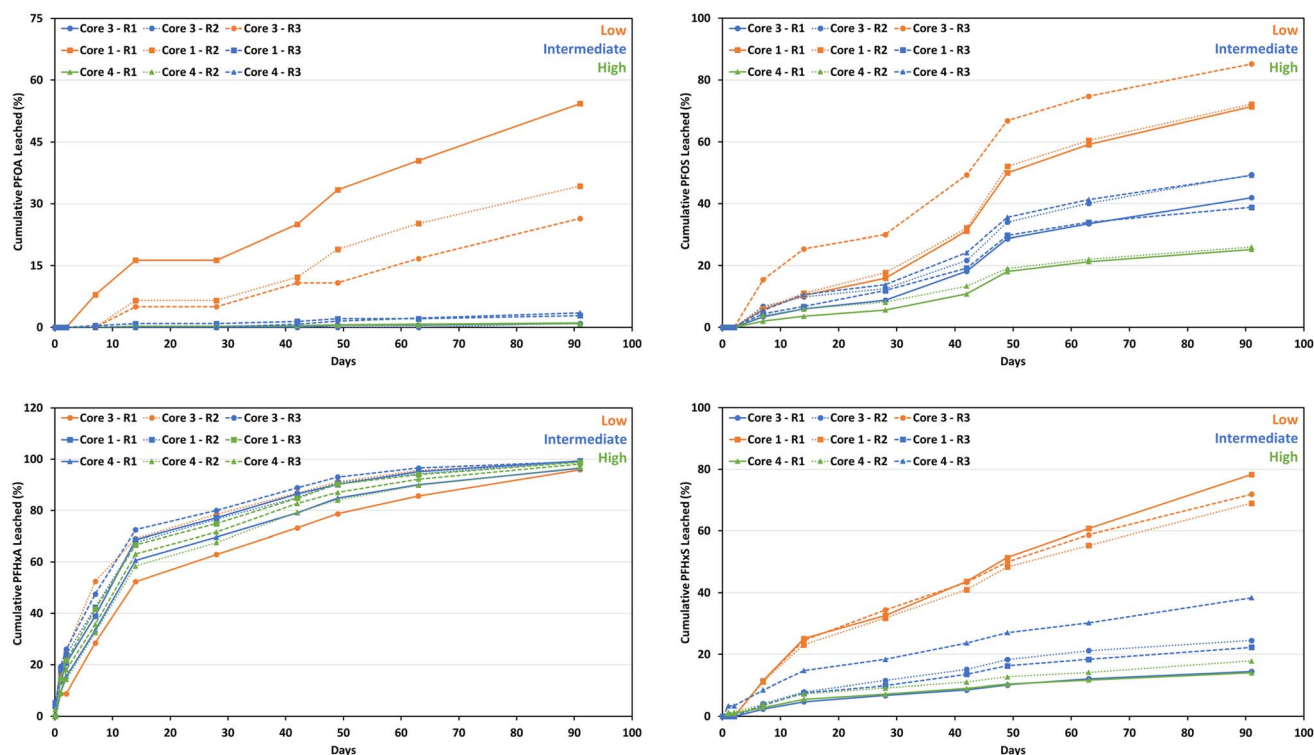 75
60
45
30
15
0
Cumulative PFOA Leached (%)
Core 3 - R1 Core 3 - R2 Core 3 - R3
Core 1 - R1 Core 1 - R2 Core 1 - R3
Core 4 - R1 Core 4 - R2 Core 4 - R3
Low
Intermediate
High
0 10 20 30 40 50 60 70 80 90 100
Days
100
80
60
40
20
0
Cumulative PFOS Leached (%)
Core 3 - R1 Core 3 - R2 Core 3 - R3
Core 1 - R1 Core 1 - R2 Core 1 - R3
Core 4 - R1 Core 4 - R2 Core 4 - R3
Low
Intermediate
High
0 10 20 30 40 50 60 70 80 90 100
Days
120
100
80
60
40
20
0
Cumulative PFHxA Leached (%)
Core 3 - R1 Core 3 - R2 Core 3 - R3
Core 1 - R1 Core 1 - R2 Core 1 - R3
Core 4 - R1 Core 4 - R2 Core 4 - R3
Low
Intermediate
High
0 10 20 30 40 50 60 70 80 90 100
Days
100
80
60
40
20
0
Cumulative PFHxS Leached (%)
Core 3 - R1 Core 3 - R2 Core 3 - R3
Core 1 - R1 Core 1 - R2 Core 1 - R3
Core 4 - R1 Core 4 - R2 Core 4 - R3
Low
Intermediate
High
0 10 20 30 40 50 60 70 80 90 100
Days